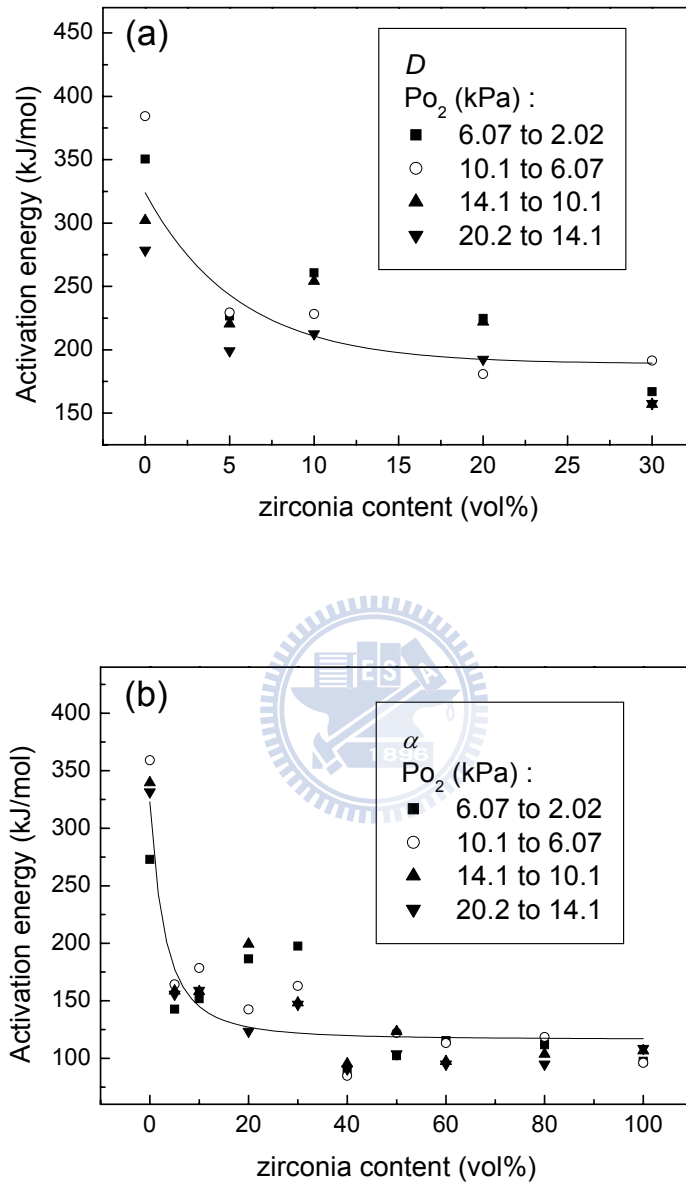 (a)
450
400
350
300
250
200
150
Activation energy (kJ/mol)
D
Po2 (kPa) :
6.07 to 2.02
10.1 to 6.07
14.1 to 10.1
20.2 to 14.1
0 5 10 15 20 25 30
zirconia content (vol%)
(b)
400
350
300
250
200
150
100
Activation energy (kJ/mol)
α
Po2 (kPa) :
6.07 to 2.02
10.1 to 6.07
14.1 to 10.1
20.2 to 14.1
ESA
1896
0 20 40 60 80 100
zirconia content (vol%)